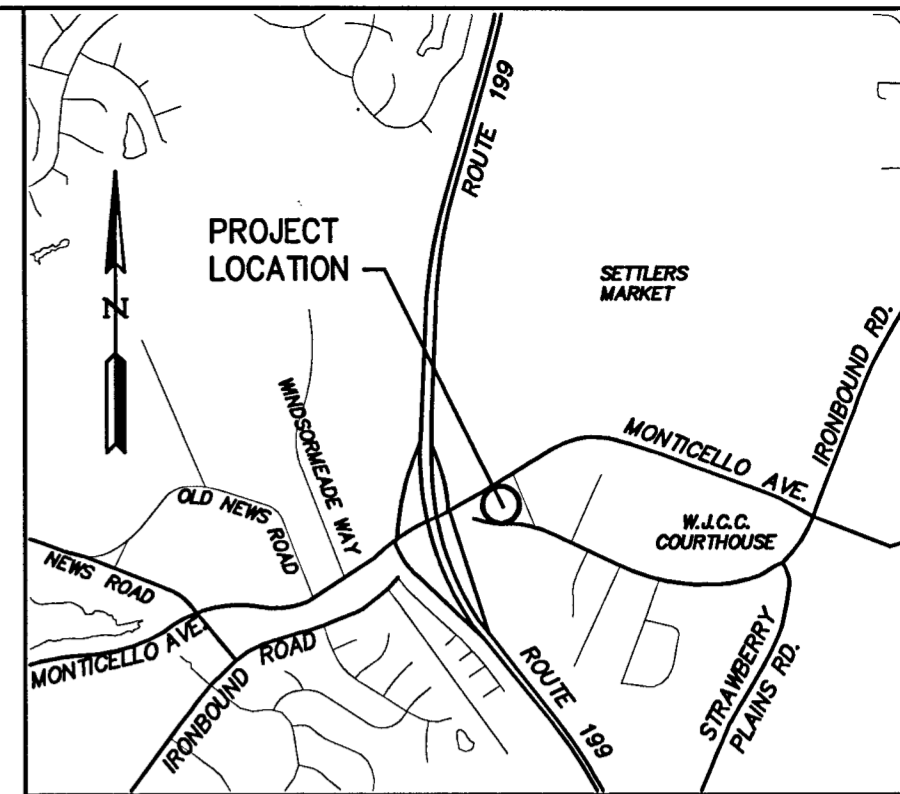 ROUTE 199
PROJECT
LOCATION
N
SETTLERS
MARKET
IRONBOUND RD.
WINDSORMEADE WAY
MONTICELLO AVE.
OLD NEWS ROAD
W.J.C.C.
COURTHOUSE
NEWS ROAD
MONTICELLO AVE.
IRONBOUND ROAD
ROUTE 199
STRAWBERRY
PLAINS RD.